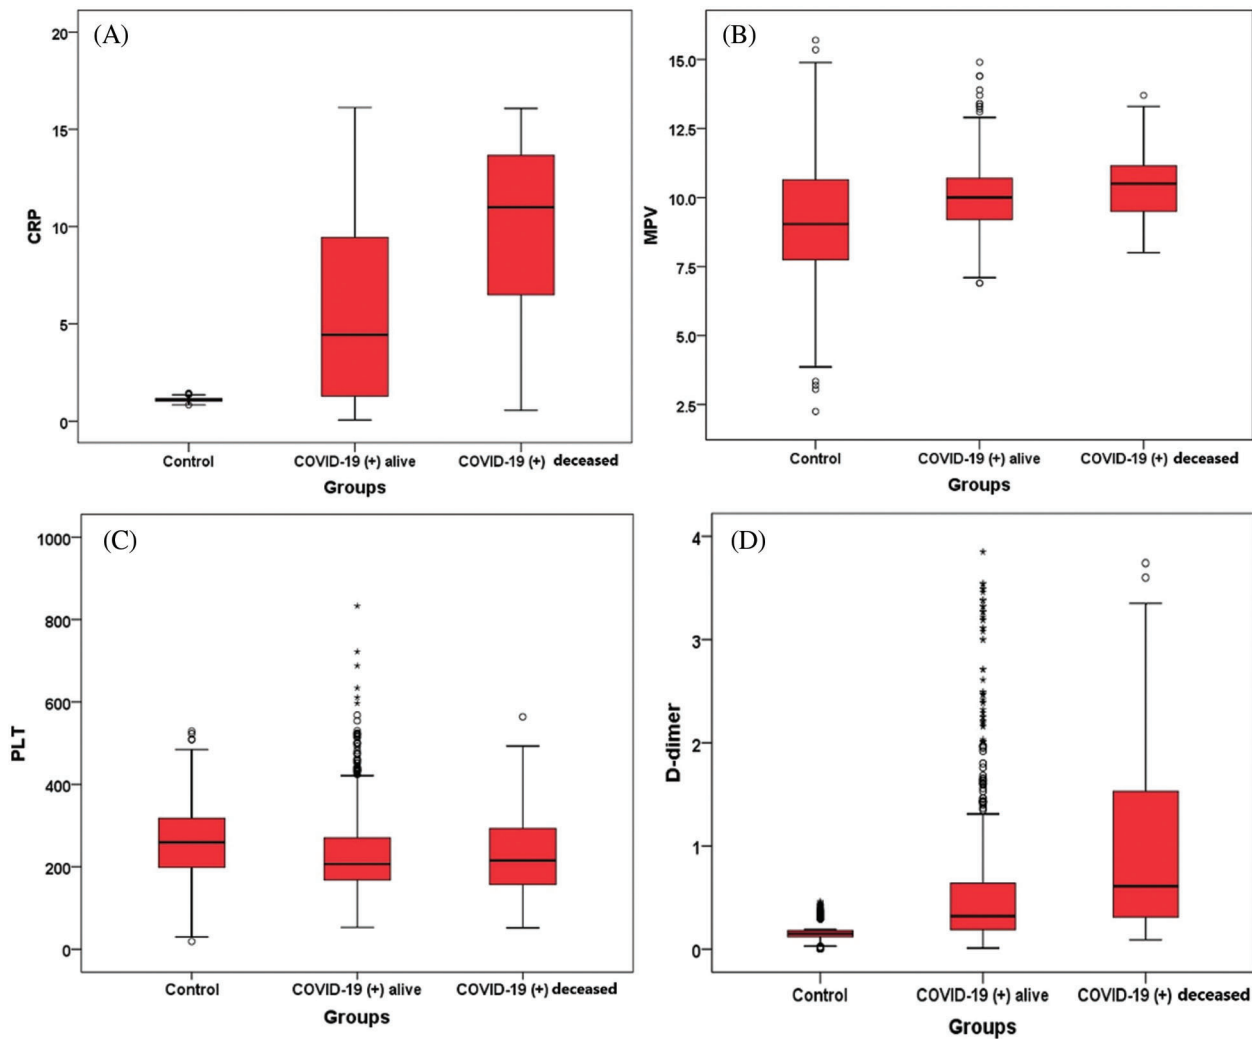 (A)
20
15
10
5
0
CRP
Control
COVID-19 (+) alive
COVID-19 (+) deceased
Groups
(B)
15.0
12.5
10.0
7.5
5.0
2.5
MPV
Control
COVID-19 (+) alive
COVID-19 (+) deceased
Groups
(C)
1000
800
600
400
200
0
PLT
Control
COVID-19 (+) alive
COVID-19 (+) deceased
Groups
(D)
4
3
2
1
0
D-dimer
Control
COVID-19 (+) alive
COVID-19 (+) deceased
Groups